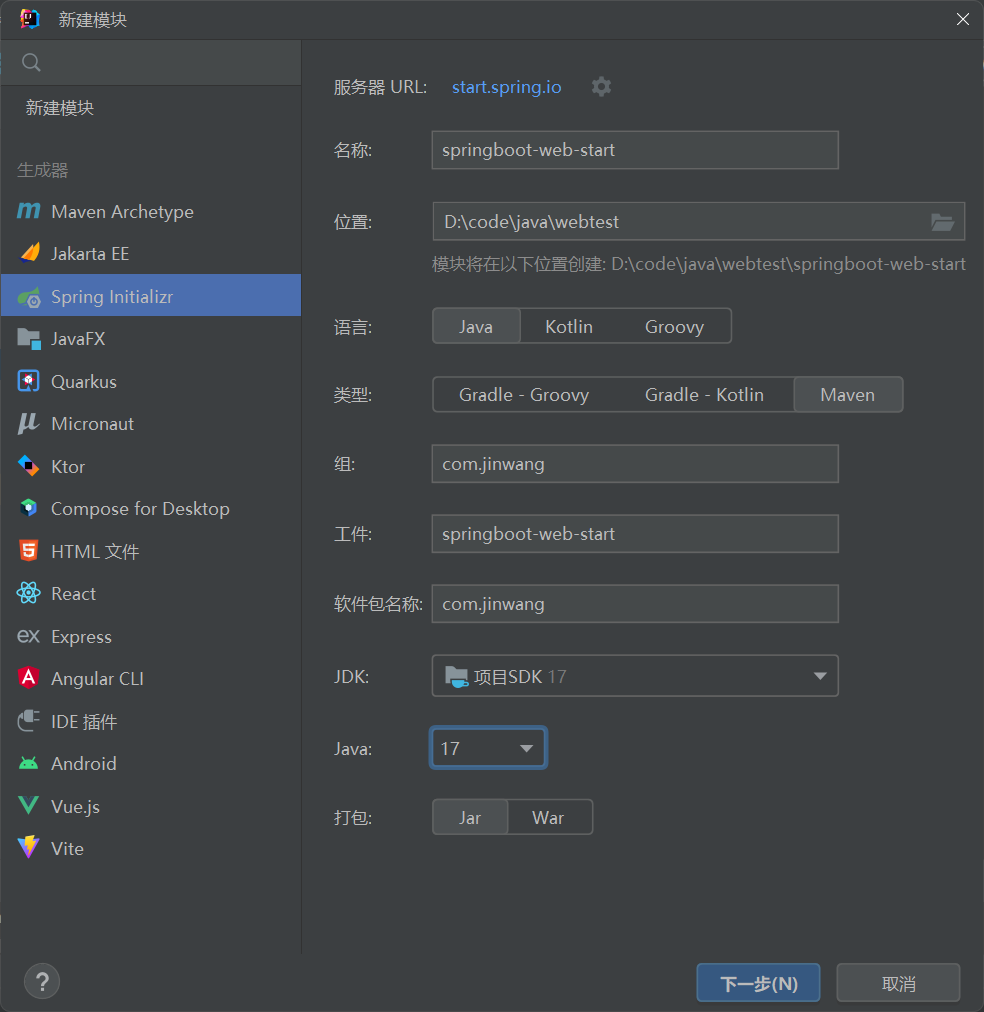 新建模块
新建模块
生成器
Maven Archetype
Jakarta EE
Spring Initializr
JavaFX
Quarkus
Micronaut
Ktor
Compose for Desktop
HTML 文件
React
Express
Angular CLI
IDE 插件
Android
Vue.js
Vite
服务器 URL: start.spring.io
名称: springboot-web-start
位置: D:\code\java\webtest
模块将在以下位置创建: D:\code\java\webtest\springboot-web-start
语言: Java Kotlin Groovy
类型: Gradle - Groovy Gradle - Kotlin Maven
组: com.jinwang
工件: springboot-web-start
软件包名称: com.jinwang
JDK: 项目SDK 17
Java: 17
打包: Jar War
? 下一步(N) 取消